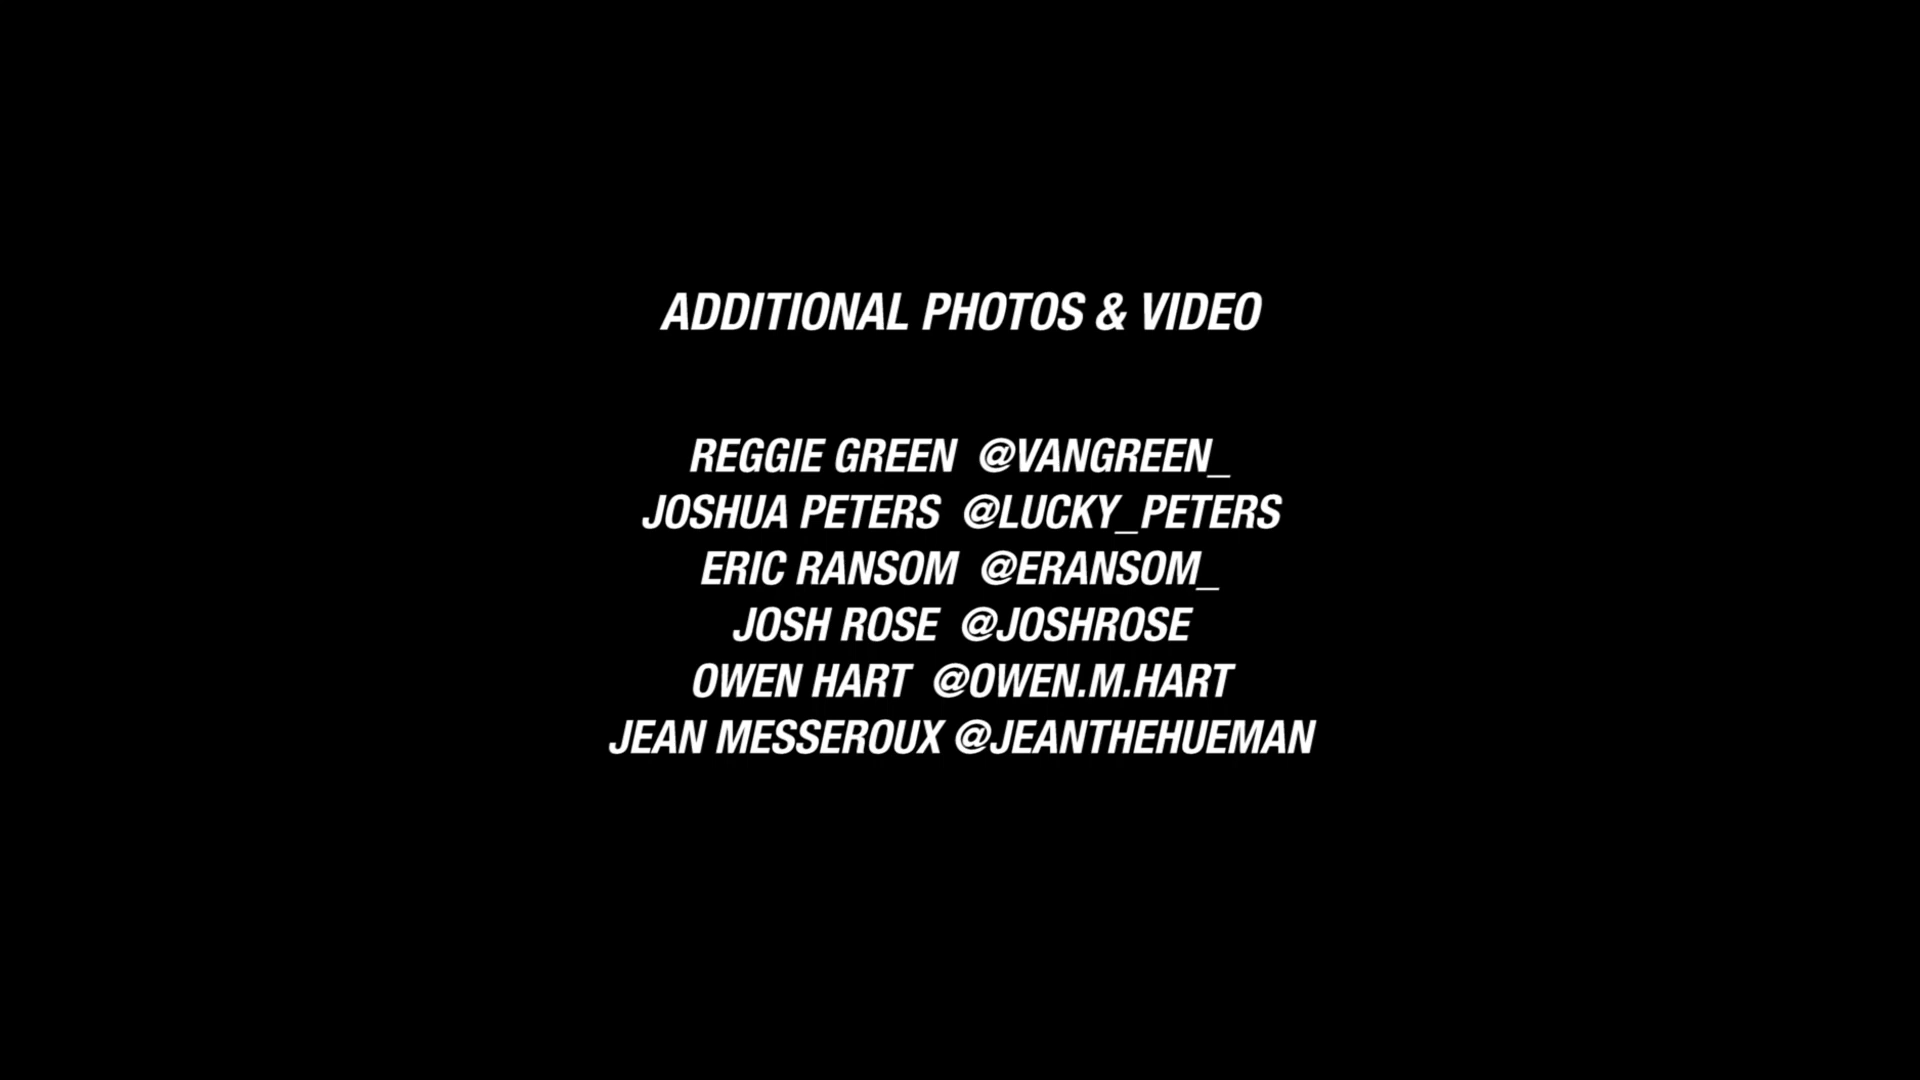 ADDITIONAL PHOTOS & VIDEO
REGGIE GREEN @VANGREEN_
JOSHUA PETERS @LUCKY_PETERS
ERIC RANSOM @ERANSOM_
JOSH ROSE @JOSHROSE
OWEN HART @OWEN.M.HART
JEAN MESSEROUX @JEANTHEHUEMAN